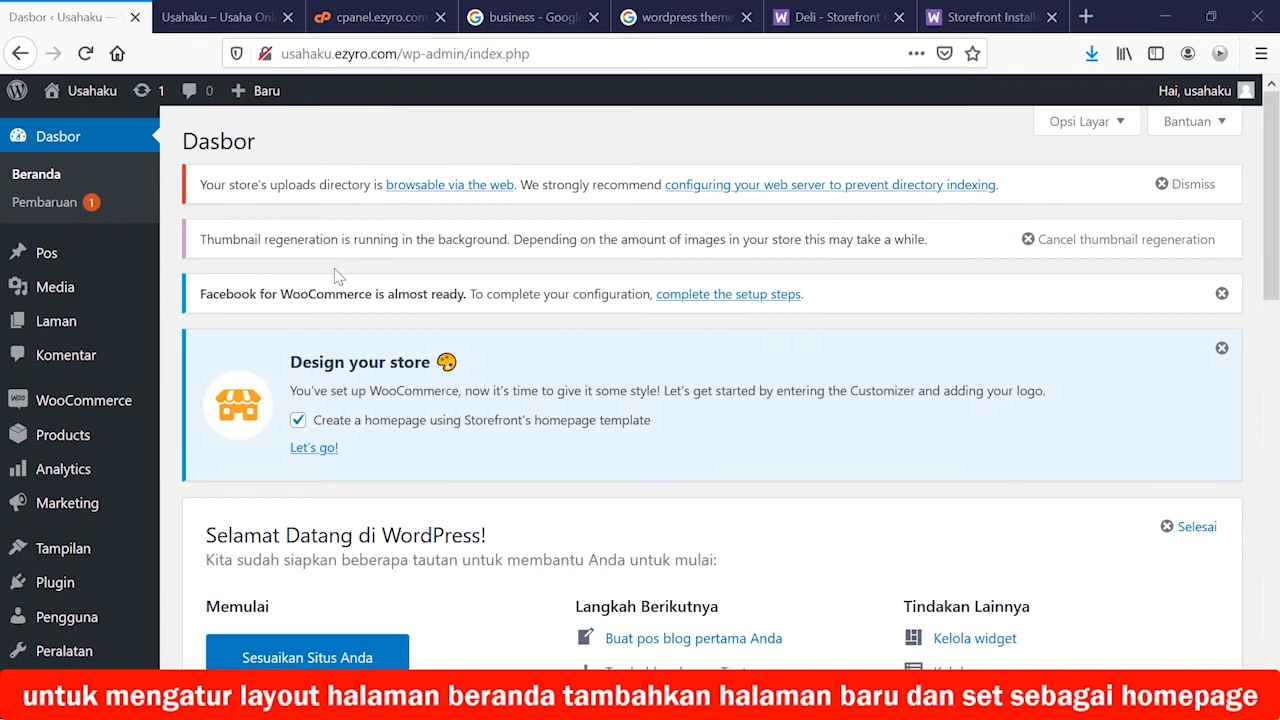 Dasbor ‹ Usahaku —
Usahaku – Usaha Onl
cpanel.ezyro.com
business - Googl
wordpress theme
Deli - Storefront
Storefront Install
usahaku.ezyro.com/wp-admin/index.php
Usahaku
1
0
Baru
Hai, usahaku
Dasbor
Beranda
Pembaruan 1
Pos
Media
Laman
Komentar
WooCommerce
Products
Analytics
Marketing
Tampilan
Plugin
Pengguna
Peralatan
Dasbor
Opsi Layar
Bantuan
Your store's uploads directory is browsable via the web. We strongly recommend configuring your web server to prevent directory indexing.
Dismiss
Thumbnail regeneration is running in the background. Depending on the amount of images in your store this may take a while.
Cancel thumbnail regeneration
Facebook for WooCommerce is almost ready. To complete your configuration, complete the setup steps.
Design your store
You've set up WooCommerce, now it's time to give it some style! Let's get started by entering the Customizer and adding your logo.
Create a homepage using Storefront's homepage template
Let's go!
Selamat Datang di WordPress!
Selesai
Kita sudah siapkan beberapa tautan untuk membantu Anda untuk mulai:
Memulai
Langkah Berikutnya
Tindakan Lainnya
Sesuaikan Situs Anda
Buat pos blog pertama Anda
Kelola widget
untuk mengatur layout halaman beranda tambahkan halaman baru dan set sebagai homepage